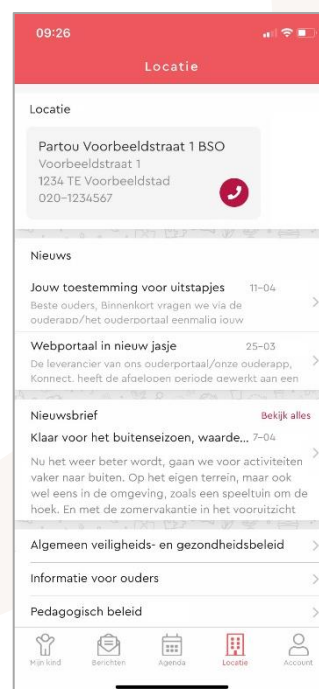 09:26
Locatie
Locatie
Partou Voorbeeldstraat 1 BSO
Voorbeeldstraat 1
1234 TE Voorbeeldstad
020-1234567
Nieuws
Jouw toestemming voor uitstapjes 11-04
Beste ouders, Binnenkort vragen we via de
ouderapp/het ouderportaal eenmalig jouw
Webportaal in nieuw jasje 25-03
De leverancier van ons ouderportaal/onze ouderapp,
Konnect, heeft de afgelopen periode gewerkt aan een
Nieuwsbrief Bekijk alles
Klaar voor het buitenseizoen, waarde... 7-04
Nu het weer beter wordt, gaan we voor activiteiten
vaker naar buiten. Op het eigen terrein, maar ook
wel eens in de omgeving, zoals een speeltuin om de
hoek. En met de zomervakantie in het vooruitzicht
Algemeen veiligheids- en gezondheidsbeleid
Informatie voor ouders
Pedagogisch beleid
Mijn kind Berichten Agenda Locatie Account